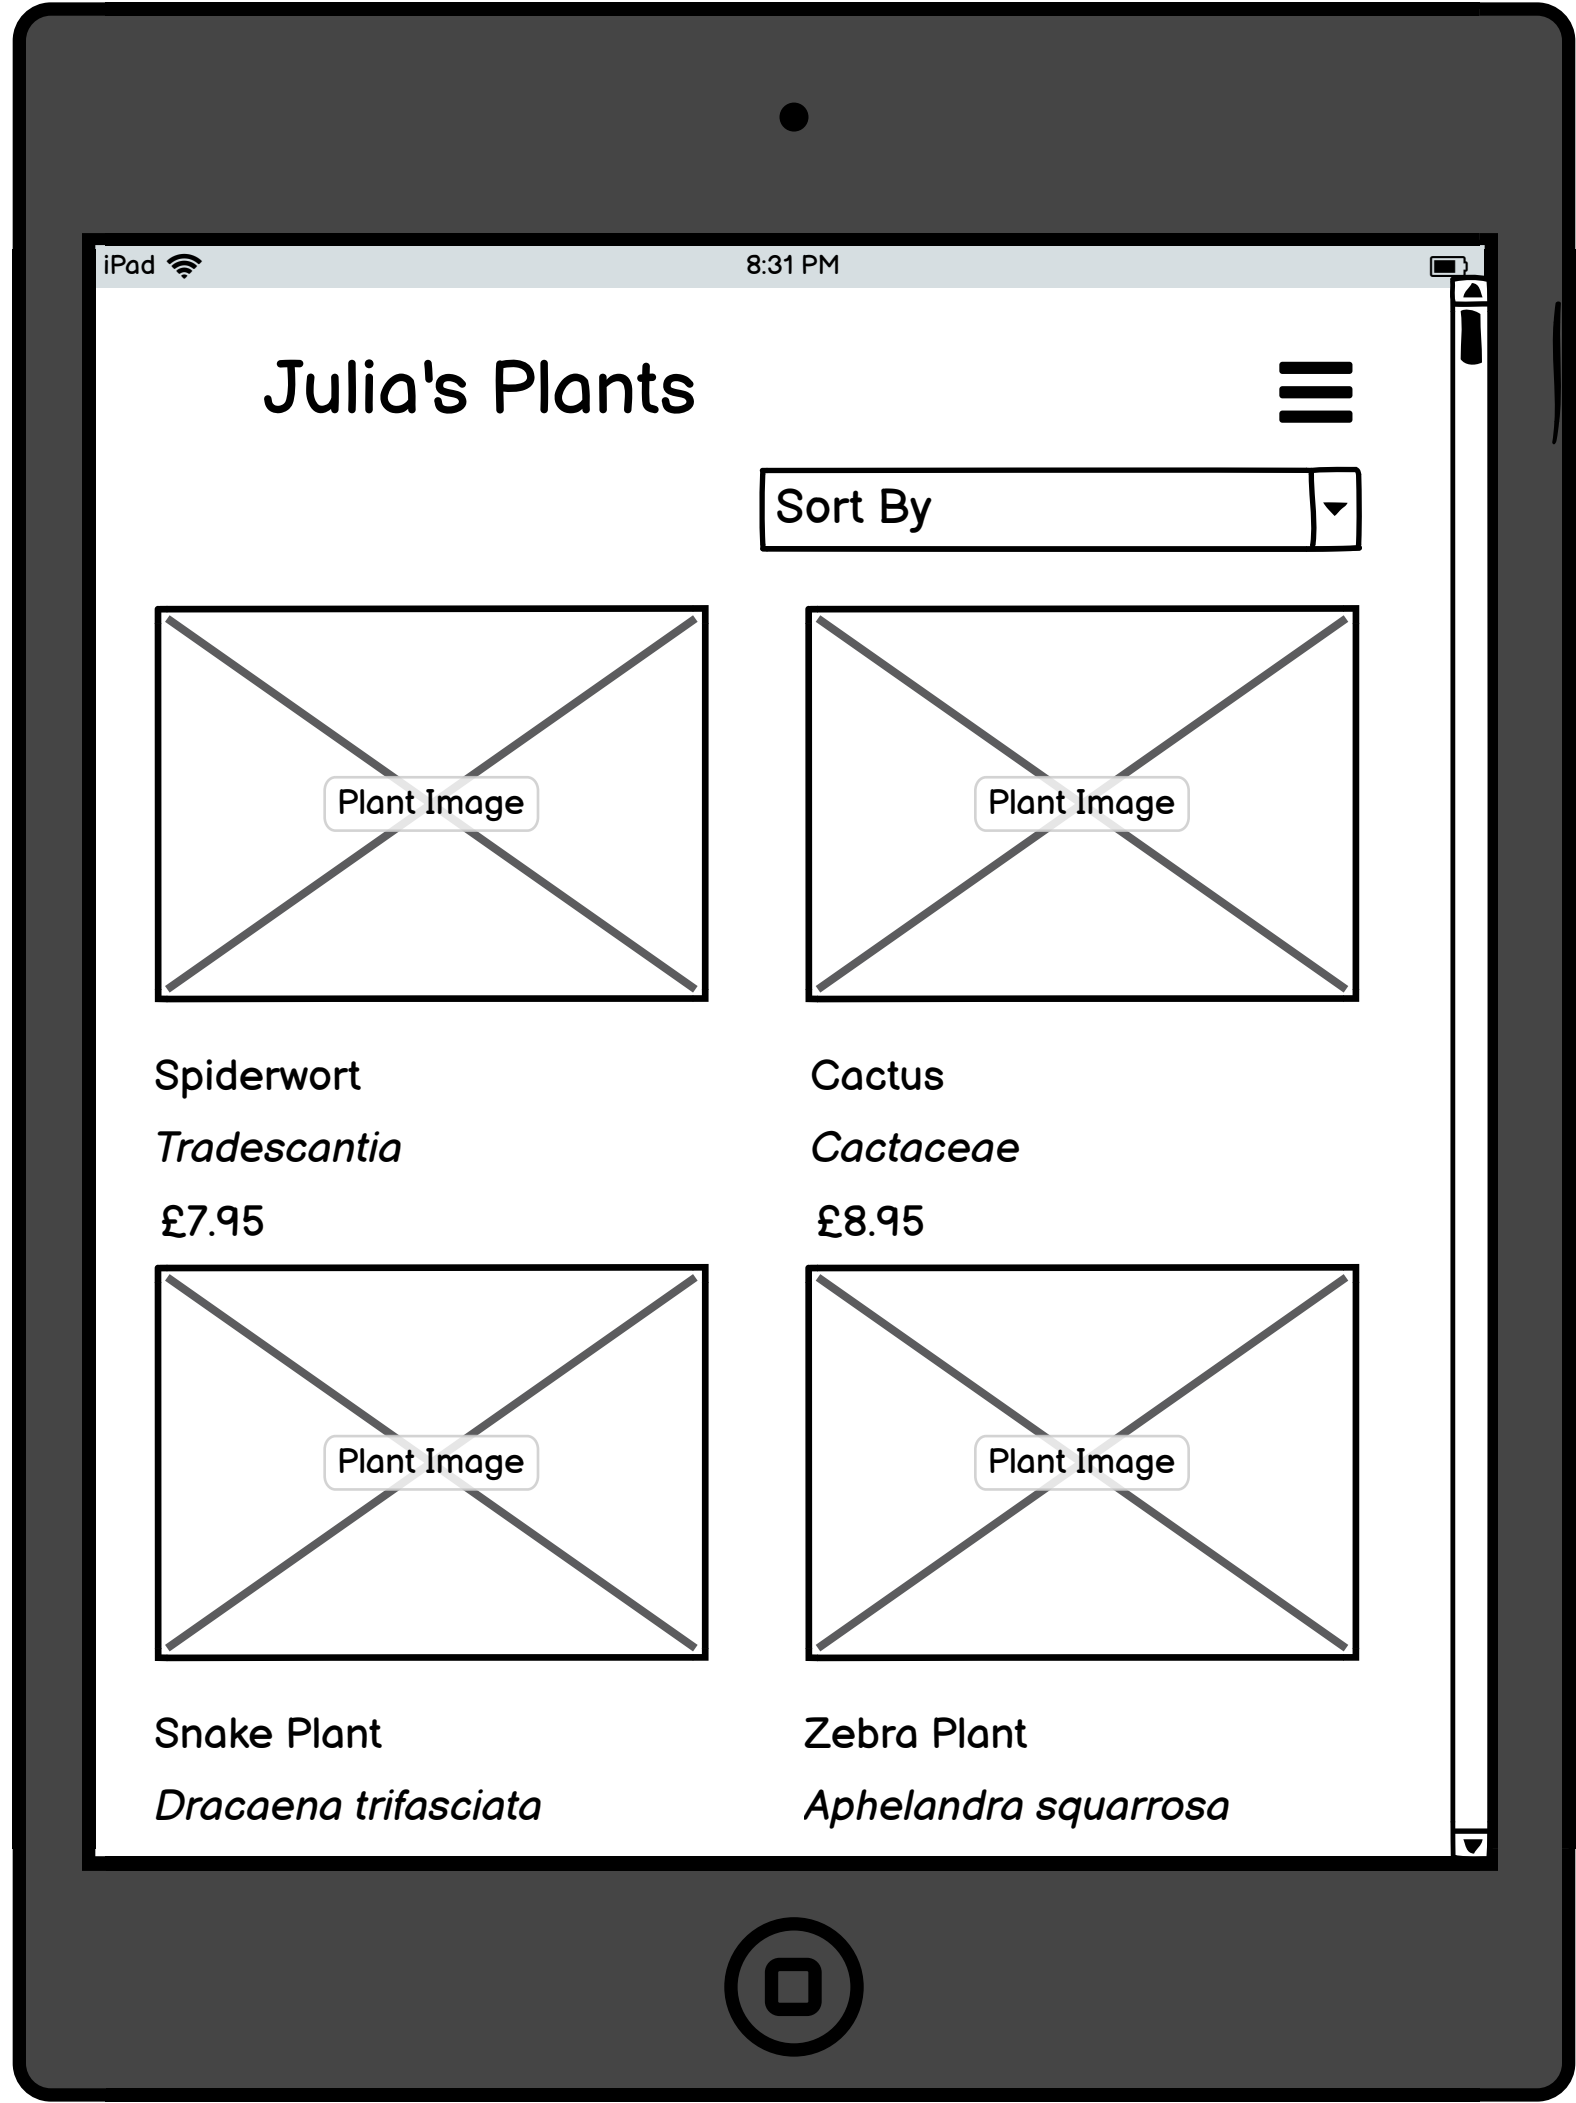 iPad 8:31 PM
Julia's Plants
Sort By
Plant Image Plant Image
Spiderwort Cactus
Tradescantia Cactaceae
£7.95 £8.95
Plant Image Plant Image
Snake Plant Zebra Plant
Dracaena trifasciata Aphelandra squarrosa